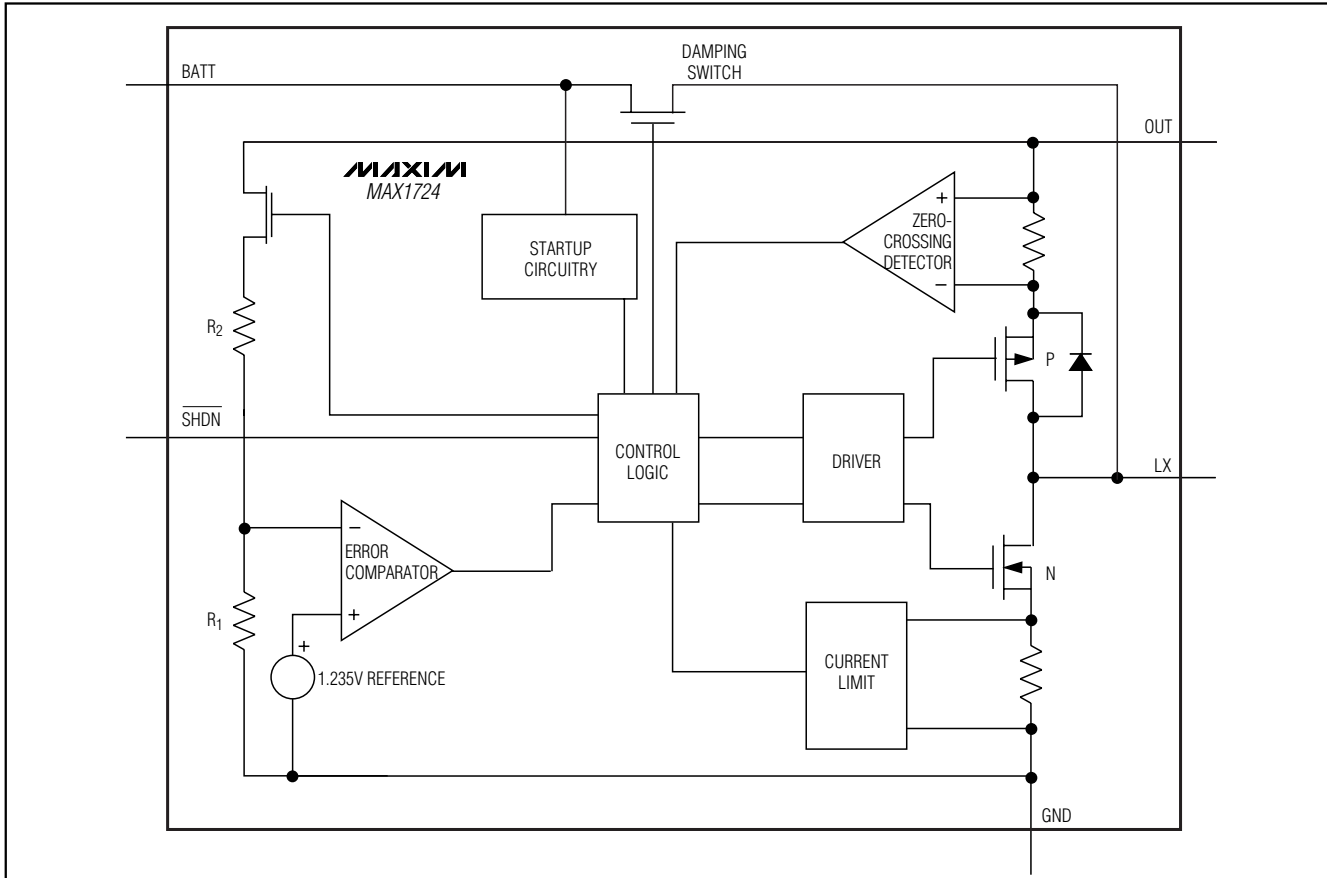 DAMPING
SWITCH
BATT
OUT
MAXIM
MAX1724
+
ZERO-
CROSSING
DETECTOR
−
STARTUP
CIRCUITRY
R2
P
SHDN
CONTROL
LOGIC
DRIVER
LX
−
ERROR
COMPARATOR
+
N
R1
+
1.235V REFERENCE
CURRENT
LIMIT
GND